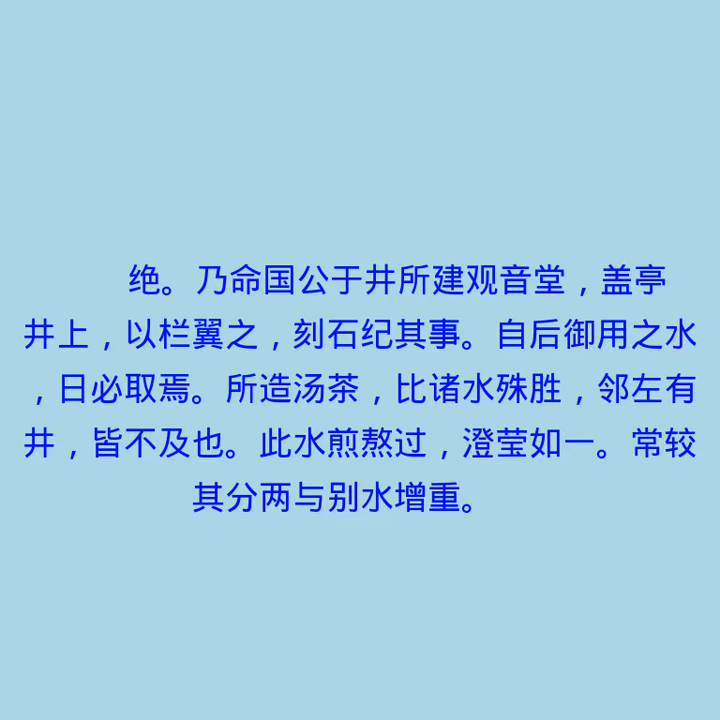 绝。乃命国公于井所建观音堂，盖亭
井上，以栏翼之，刻石纪其事。自后御用之水
，日必取焉。所造汤茶，比诸水殊胜，邻左有
井，皆不及也。此水煎熬过，澄莹如一。常较
其分两与别水增重。